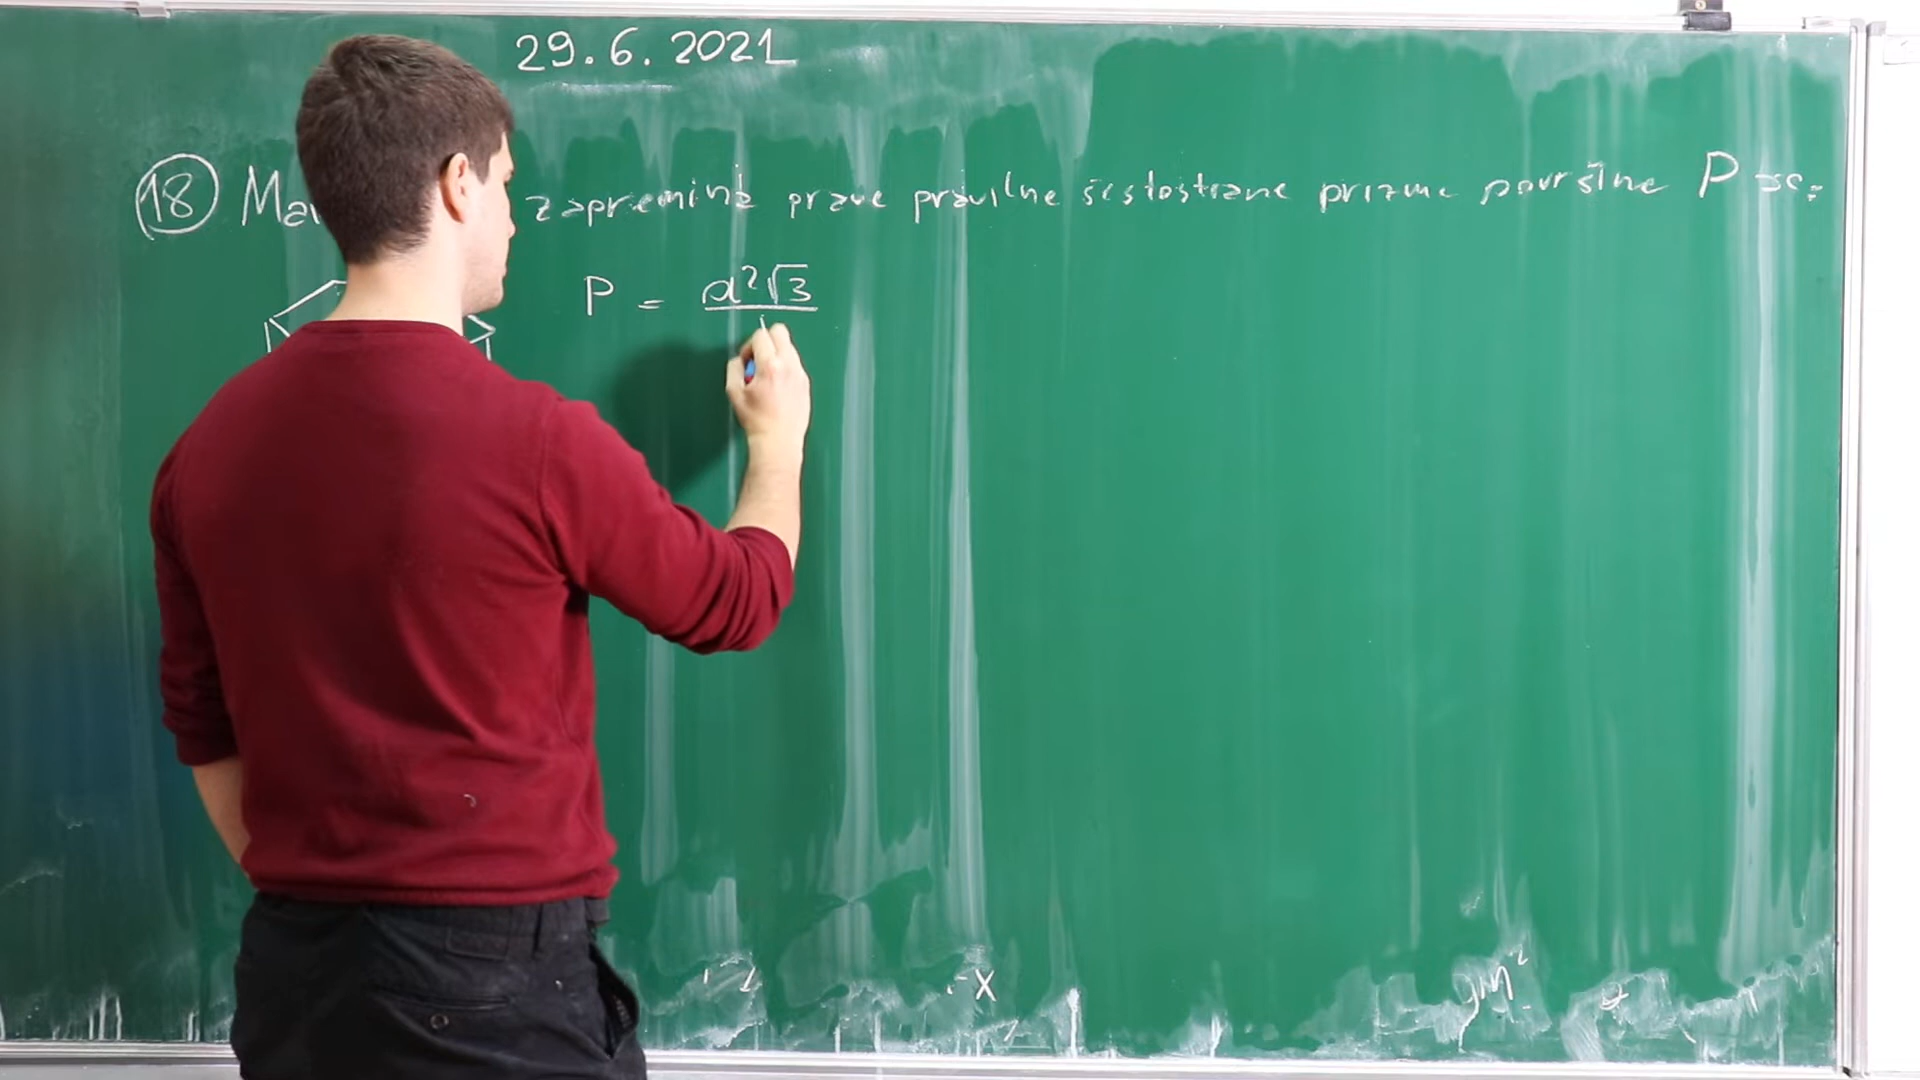 29.6.2021
18 Ma zapremina prave pravilne šestostrane prizme površine P je:
P = a²√3
-x